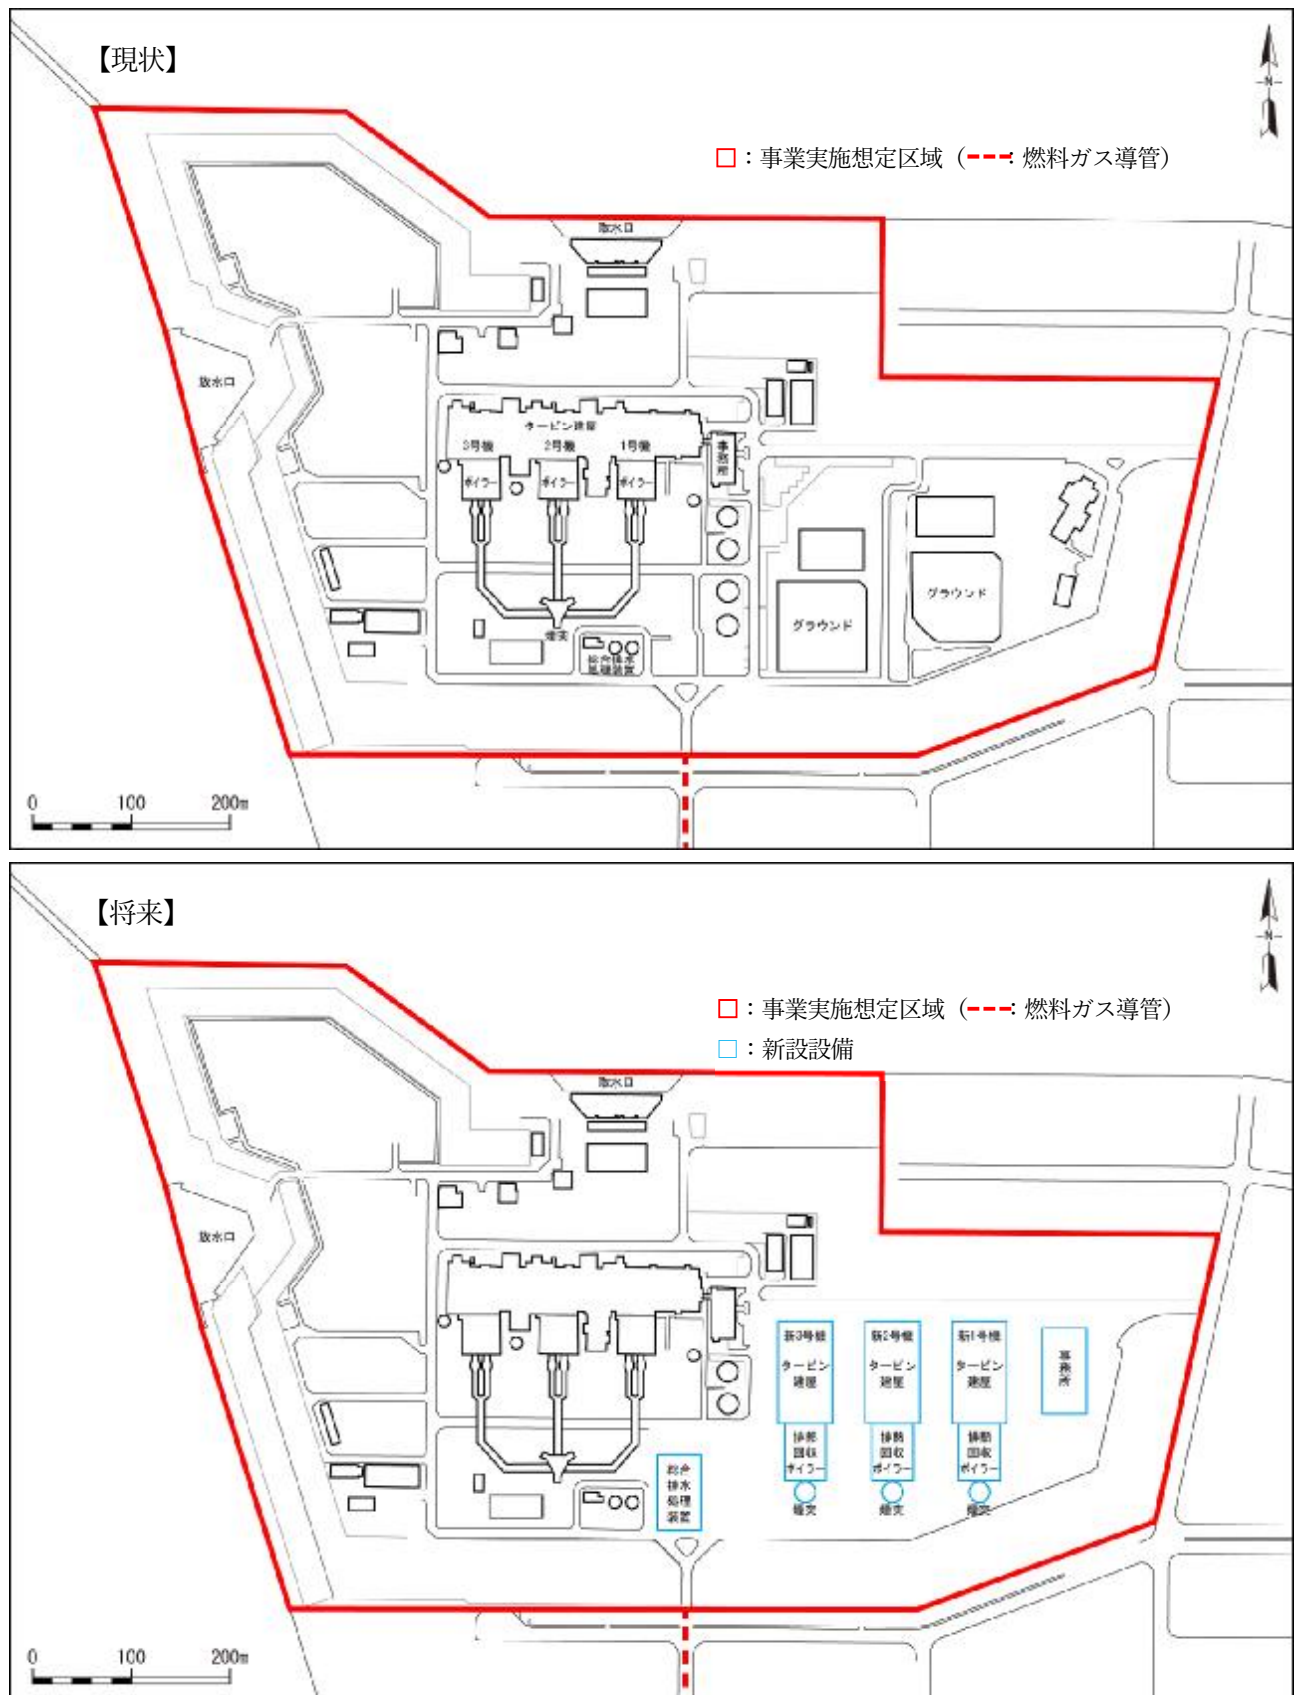 【現状】
N
□：事業実施想定区域（---：燃料ガス導管）
取水口
放水口
タービン建屋
3号機
2号機
1号機
事務所
ボイラー
ボイラー
ボイラー
グラウンド
グラウンド
煙突
総合排水
処理装置
0 100 200m
【将来】
N
□：事業実施想定区域（---：燃料ガス導管）
□：新設設備
取水口
放水口
新3号機
タービン
建屋
排熱
回収
ボイラー
煙突
新2号機
タービン
建屋
排熱
回収
ボイラー
煙突
新1号機
タービン
建屋
排熱
回収
ボイラー
煙突
事務所
総合
排水
処理
装置
0 100 200m